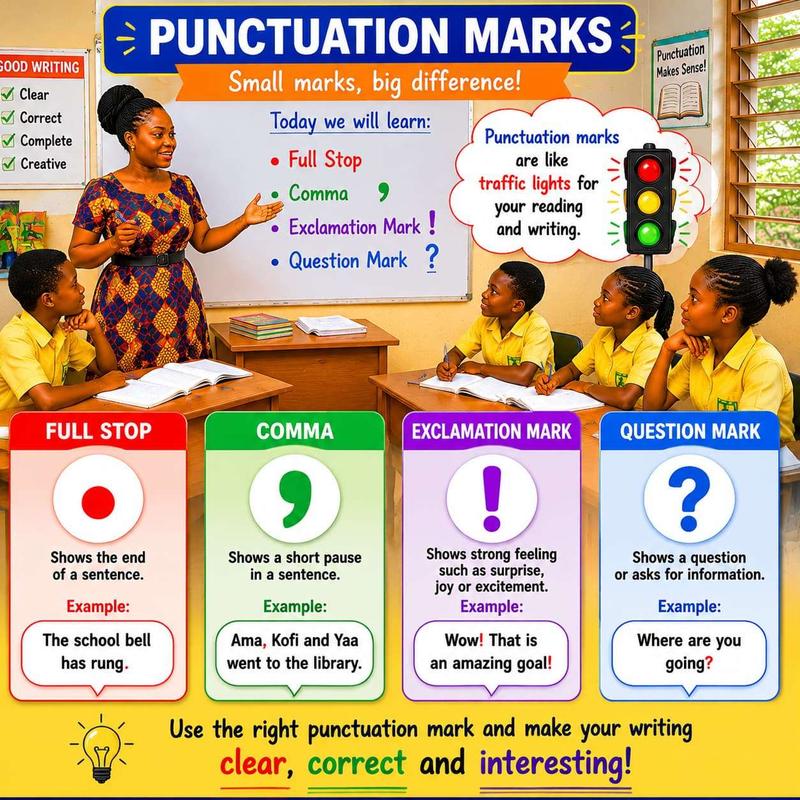 PUNCTUATION MARKS
Small marks, big difference!
GOOD WRITING
✓ Clear
✓ Correct
✓ Complete
✓ Creative
Today we will learn:
• Full Stop
• Comma ,
• Exclamation Mark !
• Question Mark ?
Punctuation marks
are like
traffic lights for
your reading
and writing.
Punctuation
Makes Sense!
FULL STOP
.
Shows the end
of a sentence.
Example:
The school bell
has rung.
COMMA
,
Shows a short pause
in a sentence.
Example:
Ama, Kofi and Yaa
went to the library.
EXCLAMATION MARK
!
Shows strong feeling
such as surprise,
joy or excitement.
Example:
Wow! That is
an amazing goal!
QUESTION MARK
?
Shows a question
or asks for information.
Example:
Where are you
going?
Use the right punctuation mark and make your writing
clear, correct and interesting!